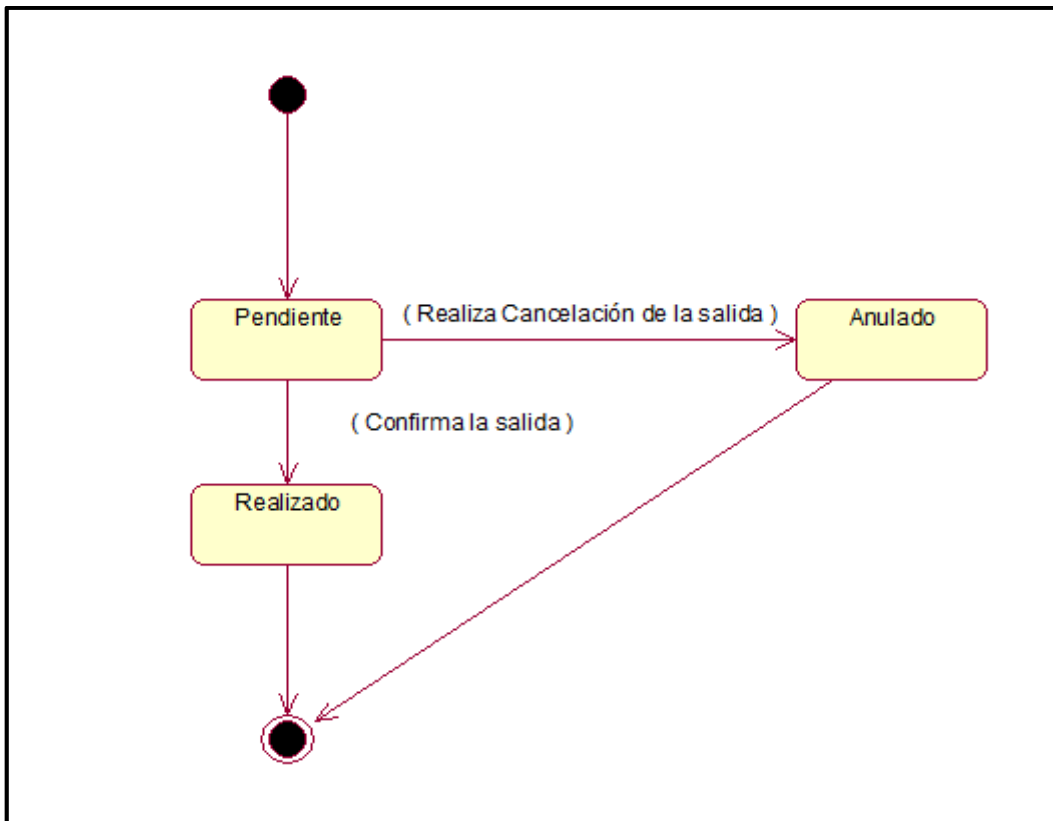 Pendiente
( Realiza Cancelación de la salida )
Anulado
( Confirma la salida )
Realizado